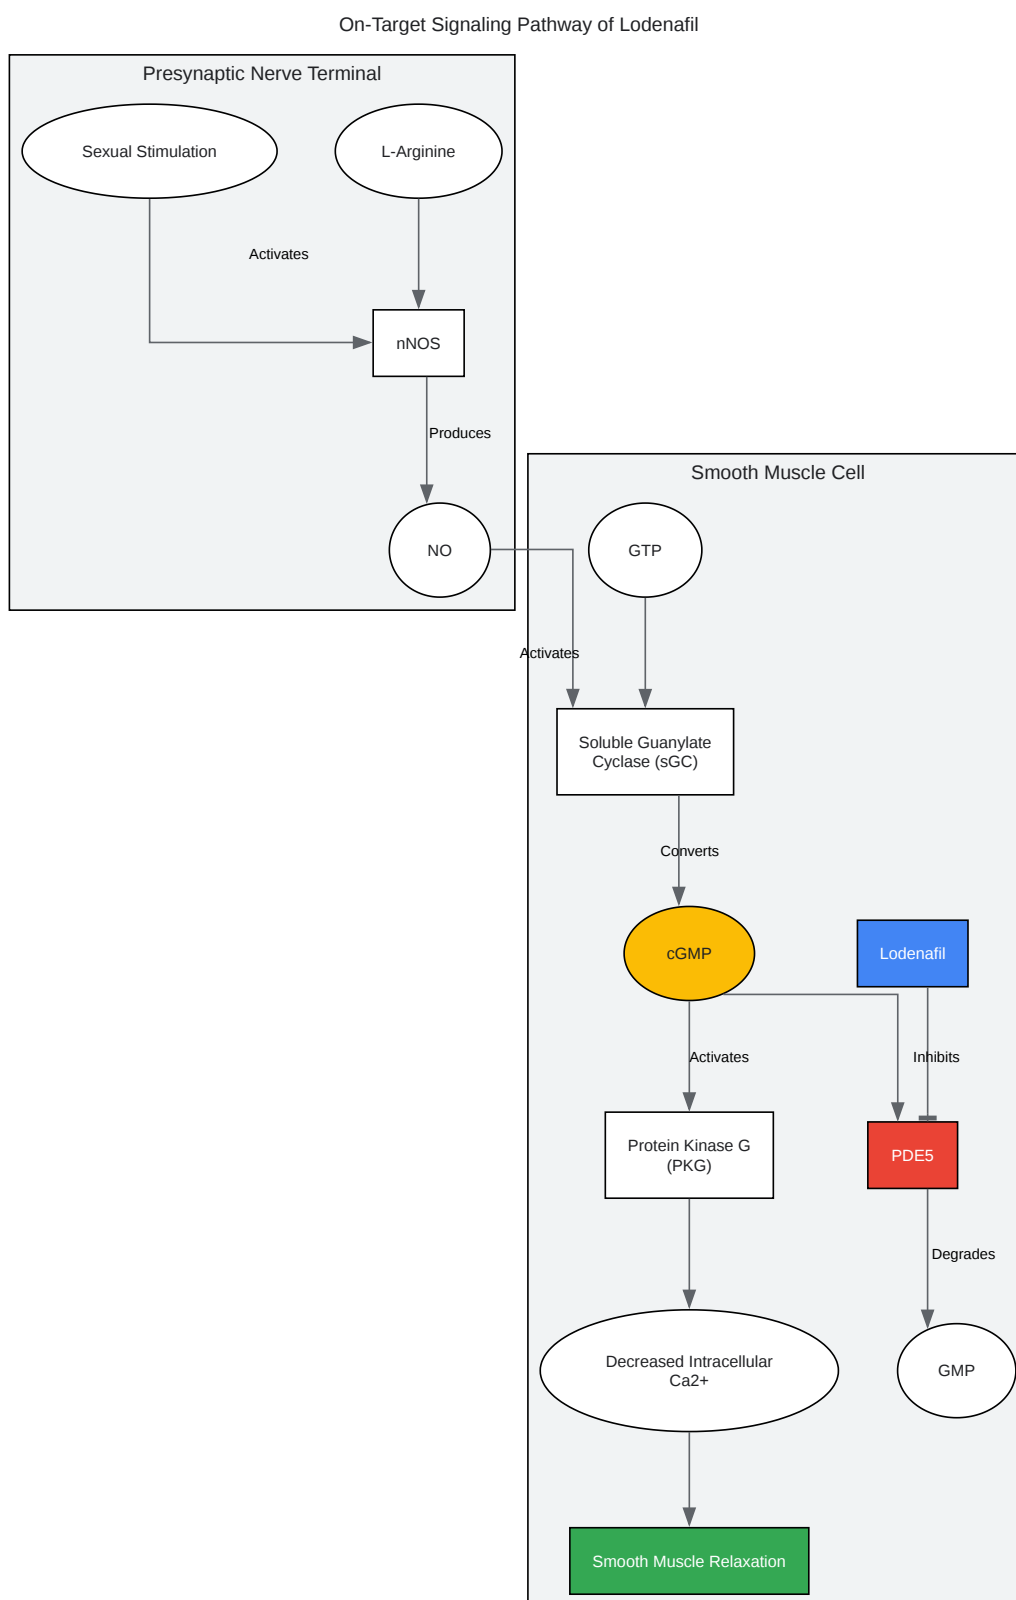 On-Target Signaling Pathway of Lodenafil
Presynaptic Nerve Terminal
Sexual Stimulation
L-Arginine
Activates
nNOS
Produces
NO
Smooth Muscle Cell
GTP
Activates
Soluble Guanylate
Cyclase (sGC)
Converts
cGMP
Lodenafil
Activates
Inhibits
Protein Kinase G
(PKG)
PDE5
Degrades
Decreased Intracellular
Ca2+
GMP
Smooth Muscle Relaxation